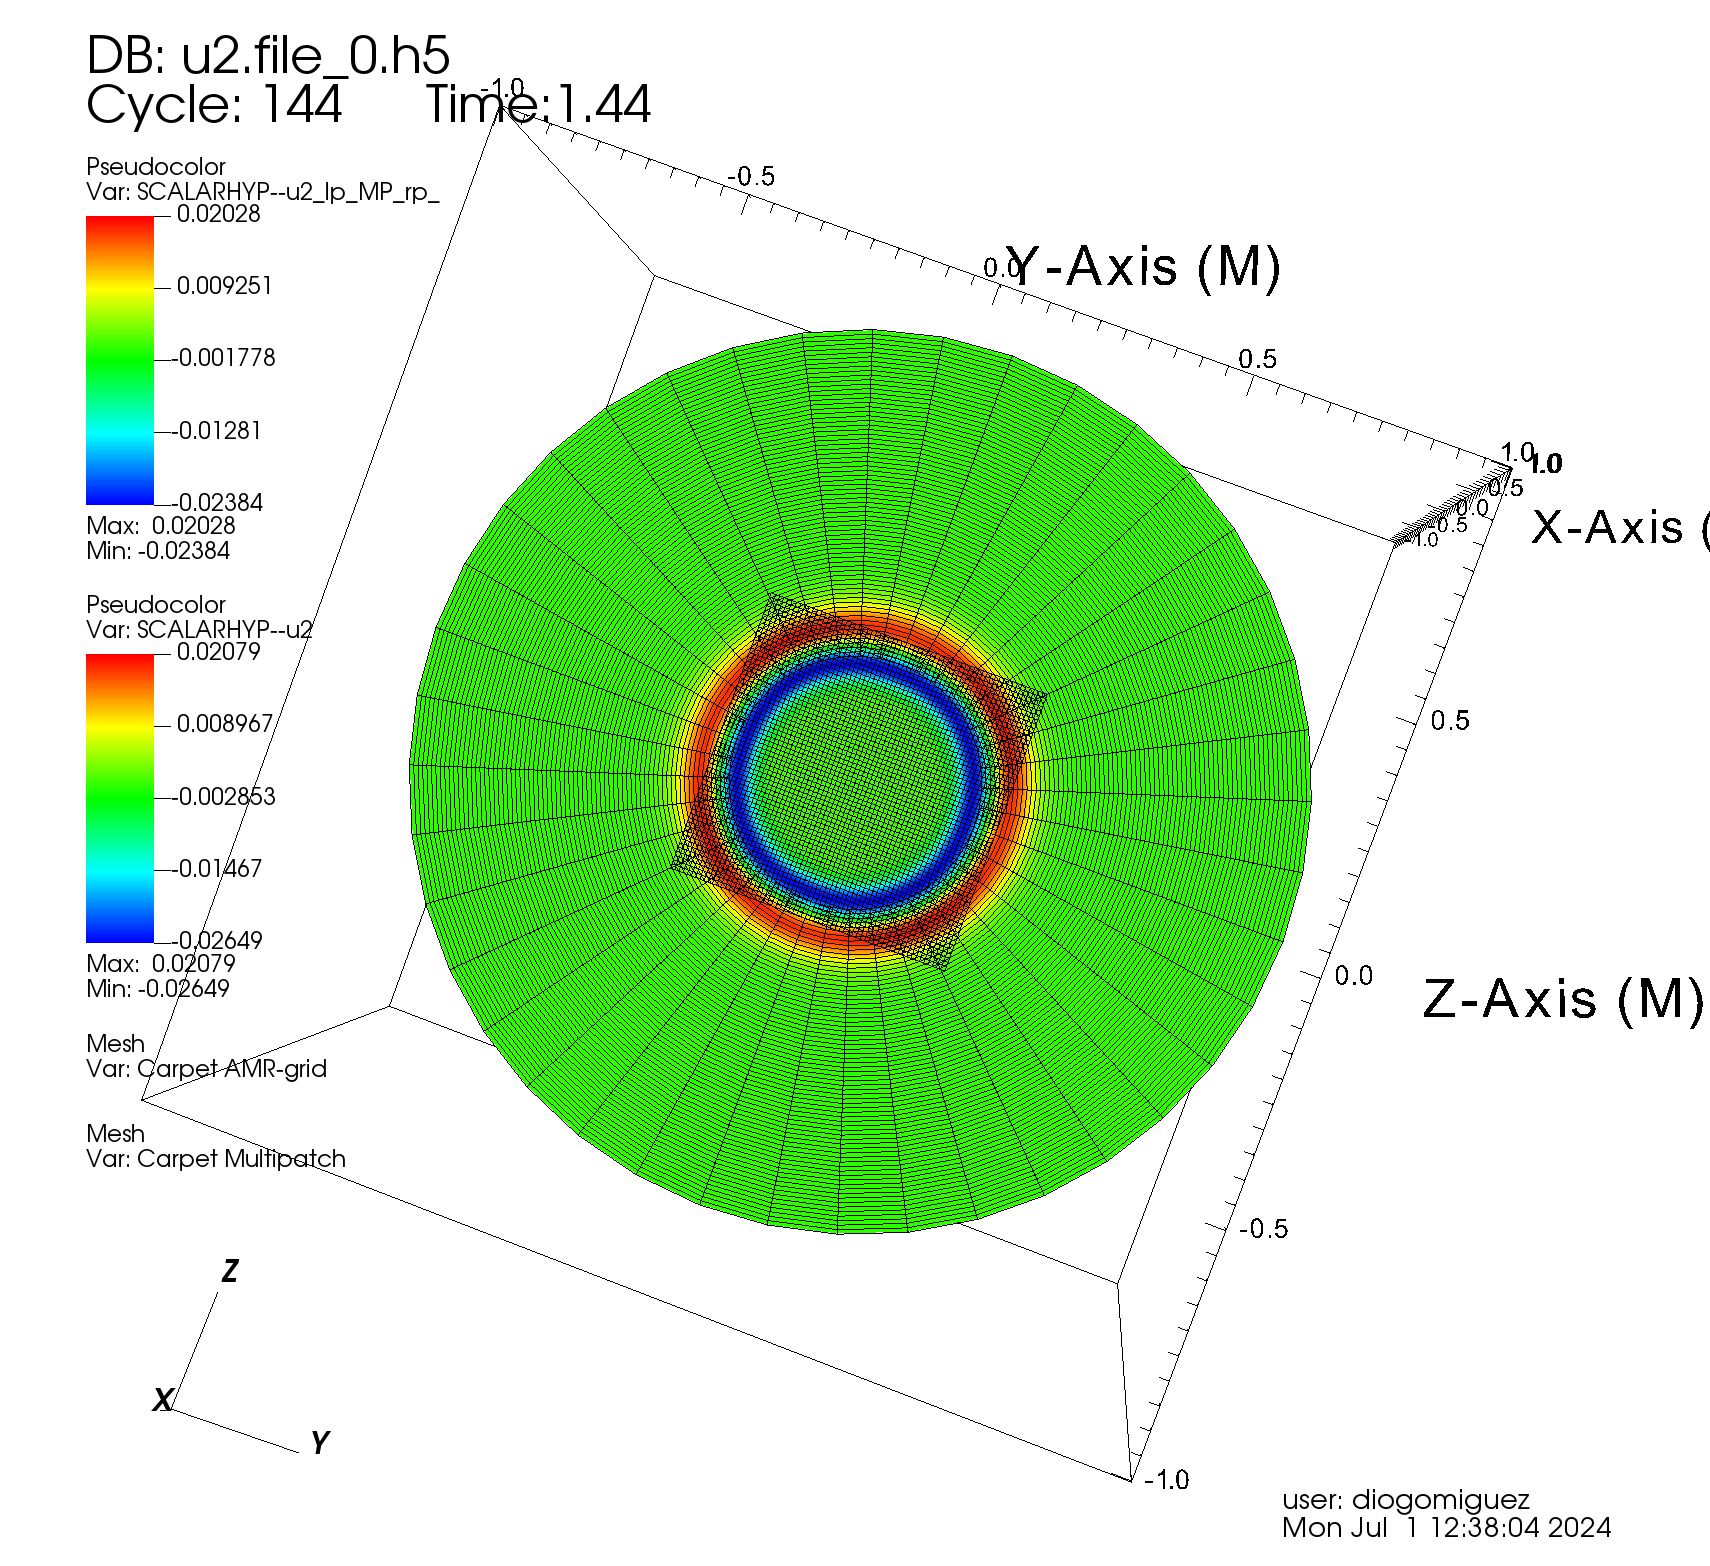 DB: u2.file_0.h5
Cycle: 144 Time:1.44
Pseudocolor
Var: SCALARHYP--u2_lp_MP_rp_
0.02028
0.009251
-0.001778
-0.01281
-0.02384
Max: 0.02028
Min: -0.02384
Pseudocolor
Var: SCALARHYP--u2
0.02079
0.008967
-0.002853
-0.01467
-0.02649
Max: 0.02079
Min: -0.02649
Mesh
Var: Carpet AMR-grid
Mesh
Var: Carpet Multipatch
-1.0
-0.5
0.0
Y-Axis (M)
0.5
1.0
1.0
0.5
0.0
-0.5
-1.0
X-Axis (
0.5
0.0
Z-Axis (M)
-0.5
-1.0
Z
X
Y
user: diogomiguez
Mon Jul 1 12:38:04 2024